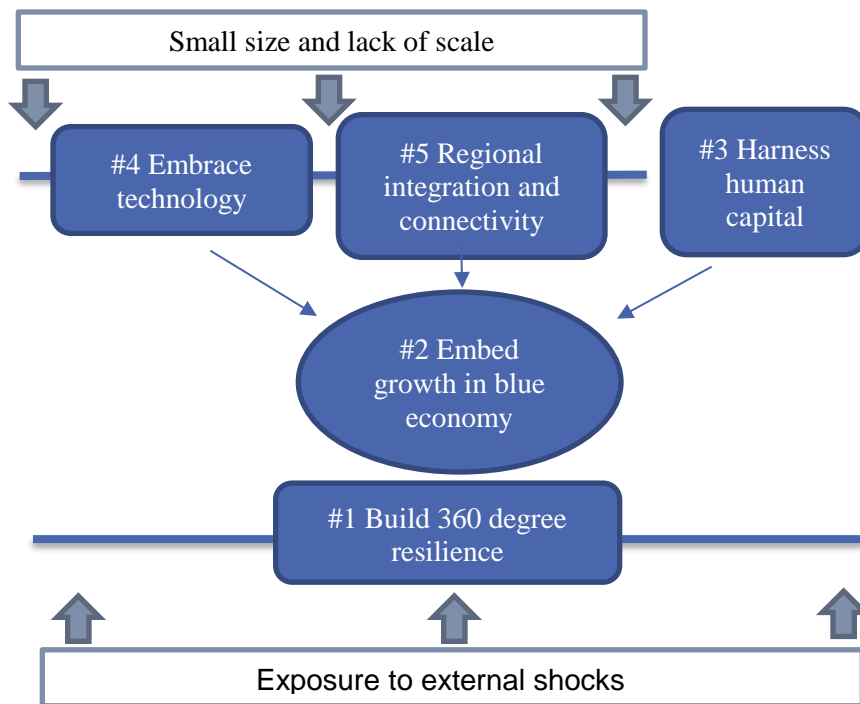 Small size and lack of scale
#4 Embrace
technology
#5 Regional
integration and
connectivity
#3 Harness
human
capital
#2 Embed
growth in blue
economy
#1 Build 360 degree
resilience
Exposure to external shocks